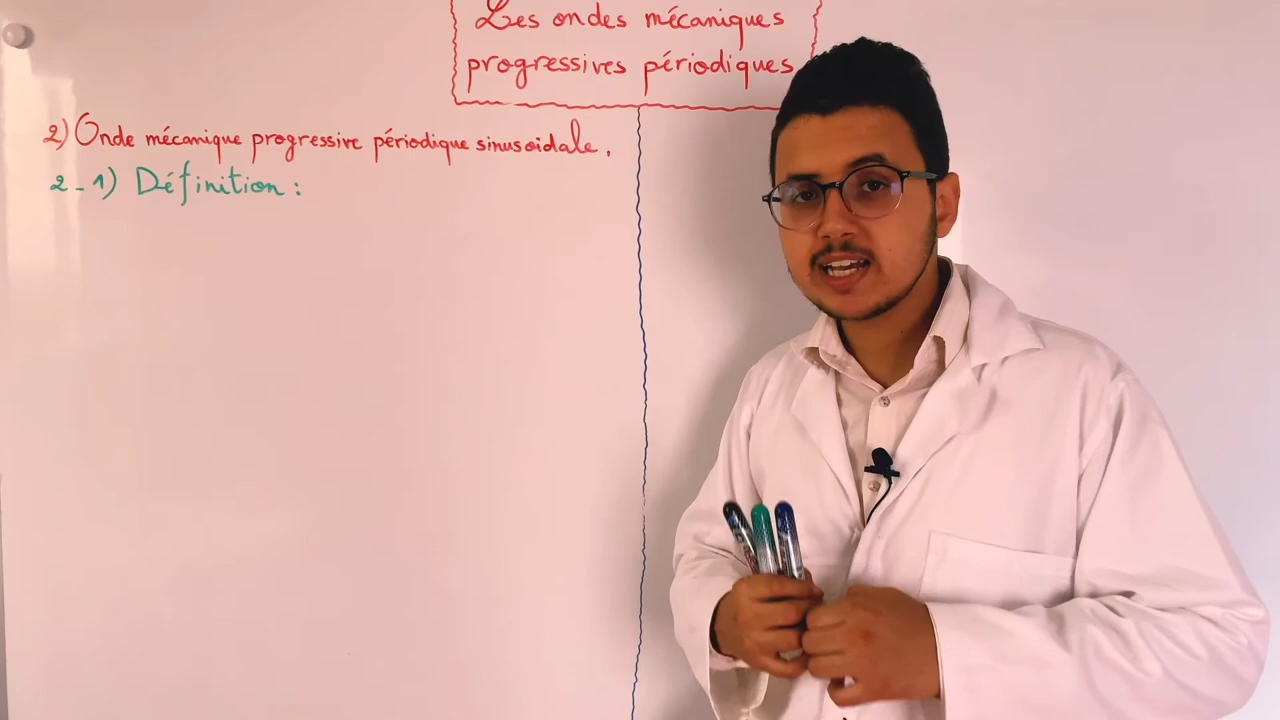 Les ondes mécaniques
progressives périodiques
2) Onde mécanique progressive périodique sinusoidale.
2-1) Définition :